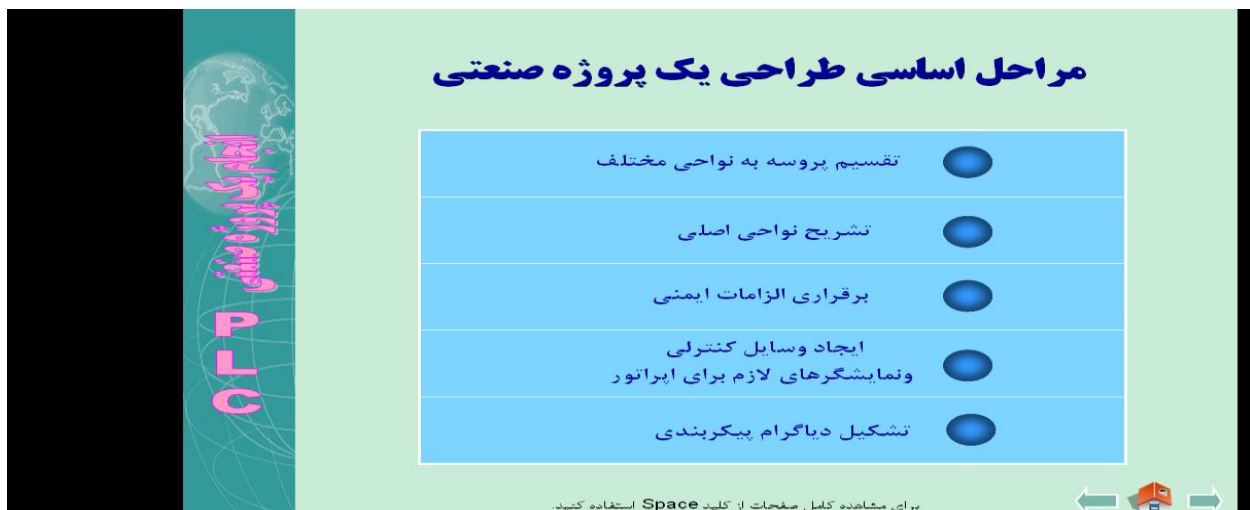 مراحل اساسی طراحی یک پروژه صنعتی
تقسیم پروسه به نواحی مختلف
تشریح نواحی اصلی
برقراری الزامات ایمنی
ایجاد وسایل کنترلی
ونمایشگرهای لازم برای اپراتور
تشکیل دیاگرام پیکربندی
برای مشاهده کامل صفحات از کلید Space استفاده کنید.
PLC